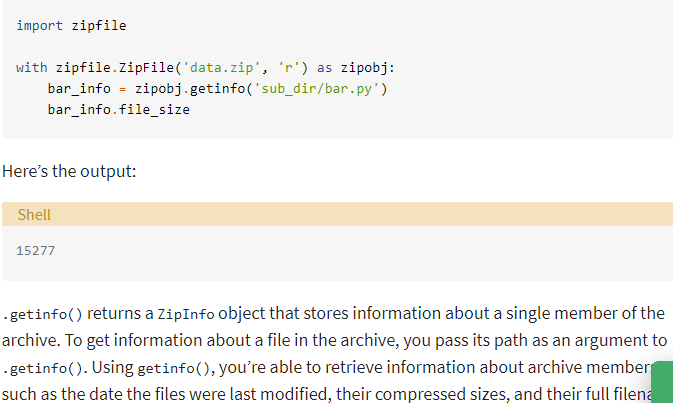 import zipfile
with zipfile.ZipFile('data.zip', 'r') as zipobj:
    bar_info = zipobj.getinfo('sub_dir/bar.py')
    bar_info.file_size
Here’s the output:
Shell
15277
.getinfo() returns a ZipInfo object that stores information about a single member of the
archive. To get information about a file in the archive, you pass its path as an argument to
.getinfo(). Using getinfo(), you’re able to retrieve information about archive member
such as the date the files were last modified, their compressed sizes, and their full